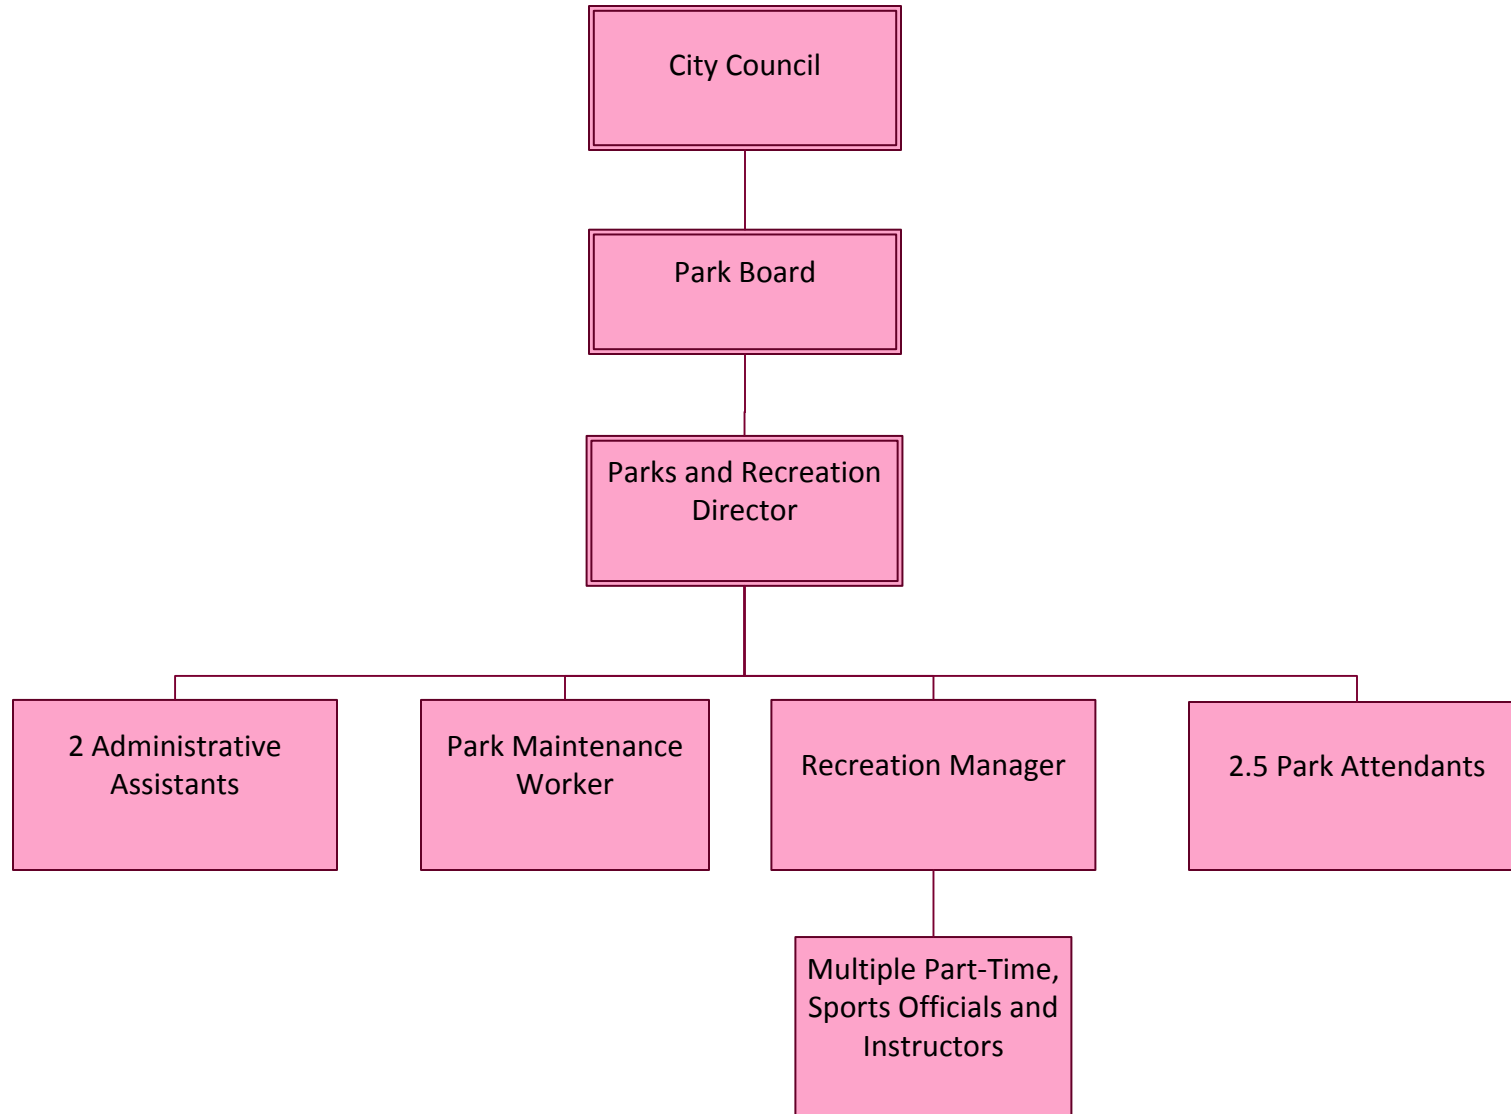 City Council
Park Board
Parks and Recreation
Director
2 Administrative
Assistants
Park Maintenance
Worker
Recreation Manager
2.5 Park Attendants
Multiple Part-Time,
Sports Officials and
Instructors